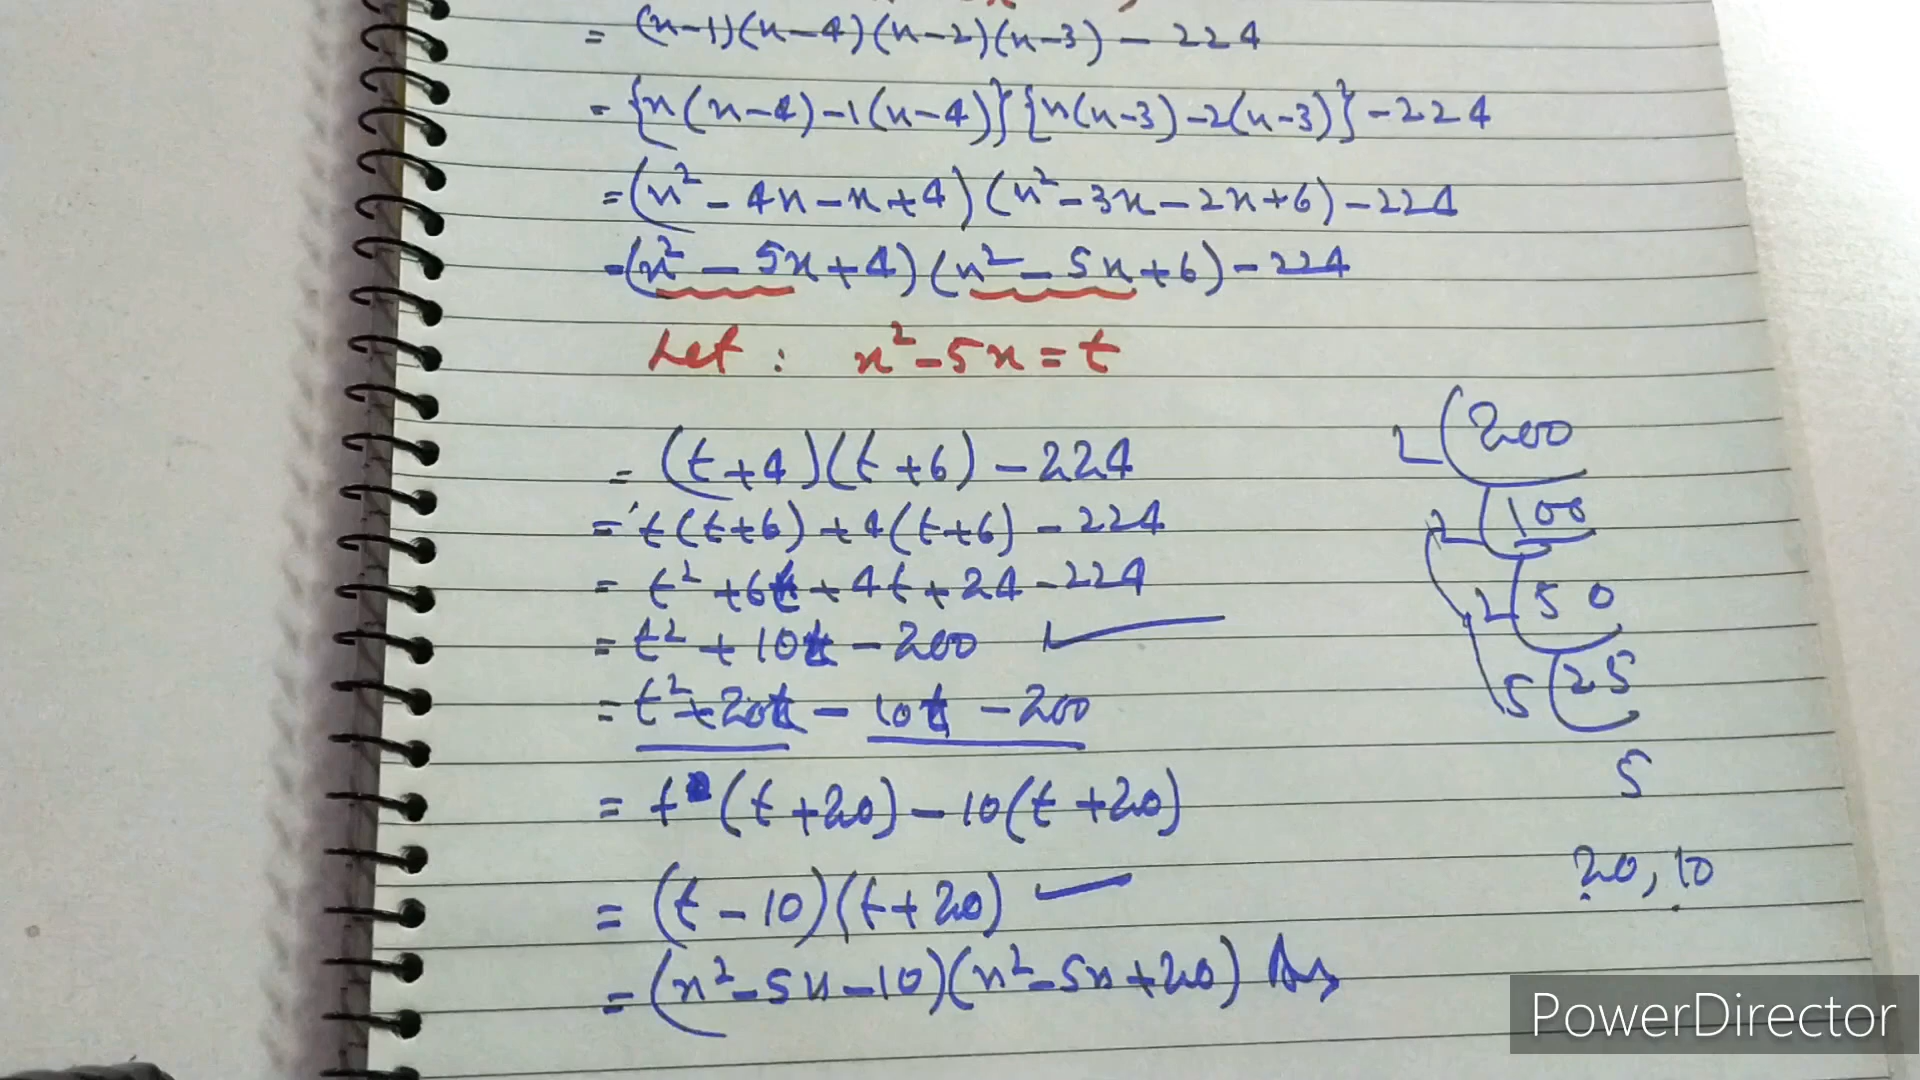 = (x-1)(x-4)(x-2)(x-3) - 224
= {x(x-4)-1(x-4)}{x(x-3)-2(x-3)}-224
=(x²-4x-x+4)(x²-3x-2x+6)-224
=(x²-5x+4)(x²-5x+6)-224
Let : x²-5x=t
= (t+4)(t+6)-224
= t(t+6)+4(t+6)-224
= t²+6t+4t+24-224
= t²+10t-200 ✓
= t²+20t-10t-200
= t(t+20)-10(t+20)
= (t-10)(t+20) ✓
= (x²-5x-10)(x²-5x+20) Ans
2 200
2 100
2 50
5 25
5
20, 10
PowerDirector